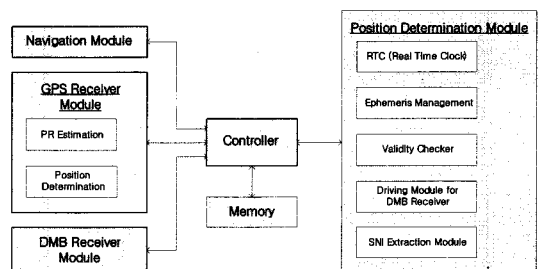 Navigation Module
GPS Receiver
Module
PR Estimation
Position
Determination
DMB Receiver
Module
Controller
Memory
Position Determination Module
RTC (Real Time Clock)
Ephemeris Management
Validity Checker
Driving Module for
DMB Receiver
SNI Extraction Module